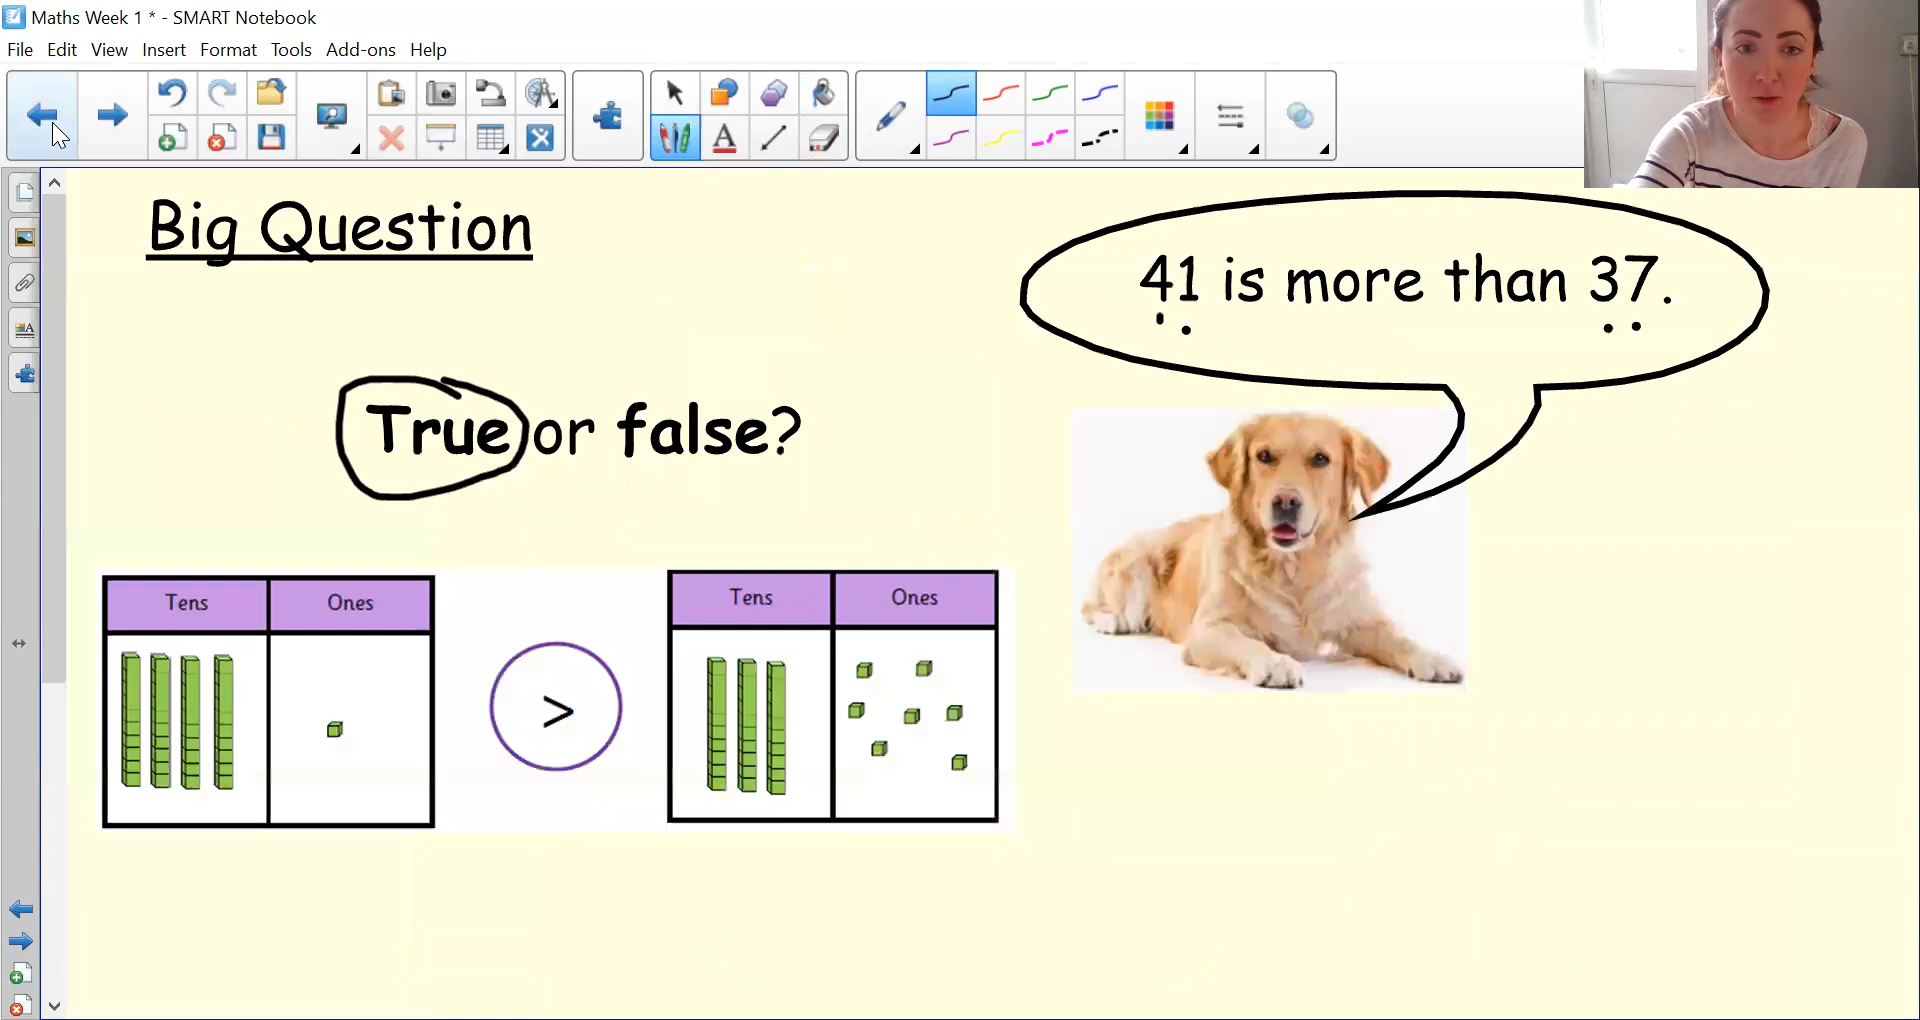 Maths Week 1 * - SMART Notebook
File Edit View Insert Format Tools Add-ons Help
Big Question
41 is more than 37.
True or false?
Tens Ones
>
Tens Ones